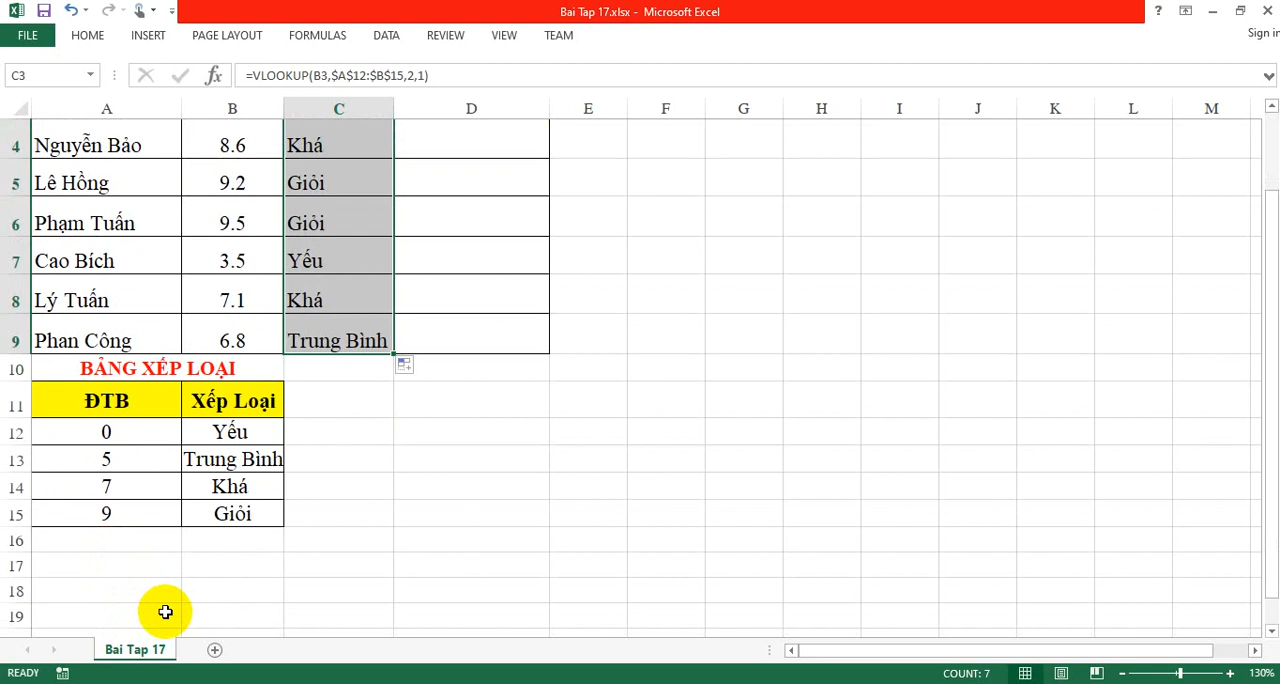 Bai Tap 17.xlsx - Microsoft Excel
?
FILE HOME INSERT PAGE LAYOUT FORMULAS DATA REVIEW VIEW TEAM
Sign in
C3 fx =VLOOKUP(B3,$A$12:$B$15,2,1)
A B C D E F G H I J K L M
4 Nguyễn Bảo 8.6 Khá
5 Lê Hồng 9.2 Giỏi
6 Phạm Tuấn 9.5 Giỏi
7 Cao Bích 3.5 Yếu
8 Lý Tuấn 7.1 Khá
9 Phan Công 6.8 Trung Bình
10 BẢNG XẾP LOẠI
11 ĐTB Xếp Loại
12 0 Yếu
13 5 Trung Bình
14 7 Khá
15 9 Giỏi
16
17
18
19
Bai Tap 17
READY COUNT: 7 130%